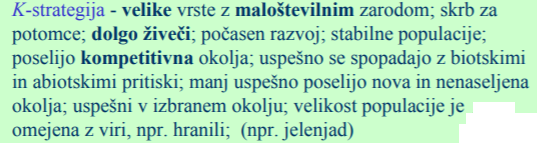 K-strategija - velike vrste z maloštevilnim zarodom; skrb za
potomce; dolgo živeči; počasen razvoj; stabilne populacije;
poselijo kompetitivna okolja; uspešno se spopadajo z biotskimi
in abiotskimi pritiski; manj uspešno poselijo nova in nenaseljena
okolja; uspešni v izbranem okolju; velikost populacije je
omejena z viri, npr. hranili; (npr. jelenjad)